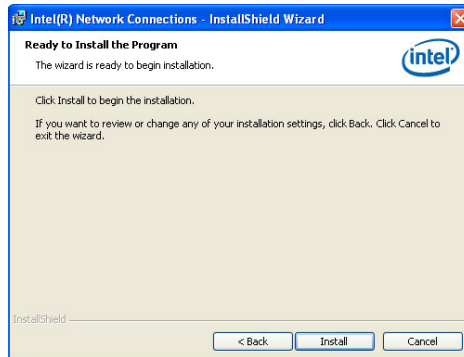 Intel(R) Network Connections - InstallShield Wizard
Ready to Install the Program
The wizard is ready to begin installation.
intel
Click Install to begin the installation.
If you want to review or change any of your installation settings, click Back. Click Cancel to
exit the wizard.
InstallShield
< Back
Install
Cancel